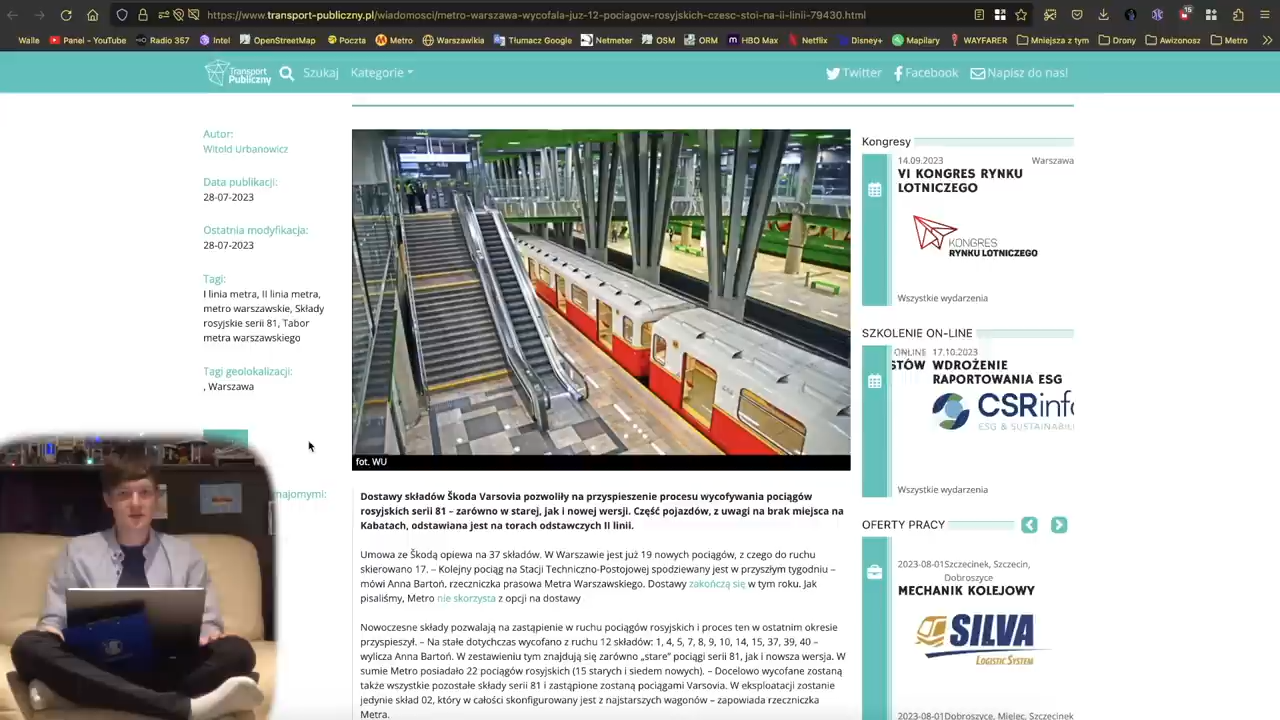 https://www.transport-publiczny.pl/wiadomosci/metro-warszawa-wycofala-juz-12-pociagow-rosyjskich-czesc-stoi-na-ii-linii-79430.html
15
Walle
Panel - YouTube
Radio 357
Intel
OpenStreetMap
Poczta
Metro
Warszawikia
Tłumacz Google
Netmeter
OSM
ORM
HBO Max
Netflix
Disney+
Mapilary
WAYFARER
Mniejsza z tym
Drony
Awizonosz
Metro
Transport
Publiczny
Szukaj
Kategorie
Twitter
Facebook
Napisz do nas!
Autor:
Witold Urbanowicz
Data publikacji:
28-07-2023
Ostatnia modyfikacja:
28-07-2023
Tagi:
I linia metra, II linia metra,
metro warszawskie, Składy
rosyjskie serii 81, Tabor
metra warszawskiego
Tagi geolokalizacji:
, Warszawa
najomymi:
fot. WU
Dostawy składów Škoda Varsovia pozwoliły na przyspieszenie procesu wycofywania pociągów
rosyjskich serii 81 – zarówno w starej, jak i nowej wersji. Część pojazdów, z uwagi na brak miejsca na
Kabatach, odstawiana jest na torach odstawczych II linii.
Umowa ze Škodą opiewa na 37 składów. W Warszawie jest już 19 nowych pociągów, z czego do ruchu
skierowano 17. – Kolejny pociąg na Stacji Techniczno-Postojowej spodziewany jest w przyszłym tygodniu –
mówi Anna Bartoń, rzeczniczka prasowa Metra Warszawskiego. Dostawy zakończą się w tym roku. Jak
pisaliśmy, Metro nie skorzysta z opcji na dostawy
Nowoczesne składy pozwalają na zastąpienie w ruchu pociągów rosyjskich i proces ten w ostatnim okresie
przyspieszył. – Na stałe dotychczas wycofano z ruchu 12 składów: 1, 4, 5, 7, 8, 9, 10, 14, 15, 37, 39, 40 –
wylicza Anna Bartoń. W zestawieniu tym znajdują się zarówno „stare” pociągi serii 81, jak i nowsza wersja. W
sumie Metro posiadało 22 pociągów rosyjskich (15 starych i siedem nowych). – Docelowo wycofane zostaną
także wszystkie pozostałe składy serii 81 i zastąpione zostaną pociągami Varsovia. W eksploatacji zostanie
jedynie skład 02, który w całości skonfigurowany jest z najstarszych wagonów – zapowiada rzeczniczka
Metra.
Kongresy
14.09.2023 Warszawa
VI KONGRES RYNKU
LOTNICZEGO
KONGRES
RYNKU LOTNICZEGO
Wszystkie wydarzenia
SZKOLENIE ON-LINE
ONLINE 17.10.2023
STÓW WDROŻENIE
RAPORTOWANIA ESG
CSRinfo
ESG & SUSTAINABILI
Wszystkie wydarzenia
OFERTY PRACY
2023-08-01Szczecinek, Szczecin,
Dobroszyce
MECHANIK KOLEJOWY
SILVA
LOGISTIC SYSTEM
2023-08-01Dobroszyce, Mielec, Szczecinek